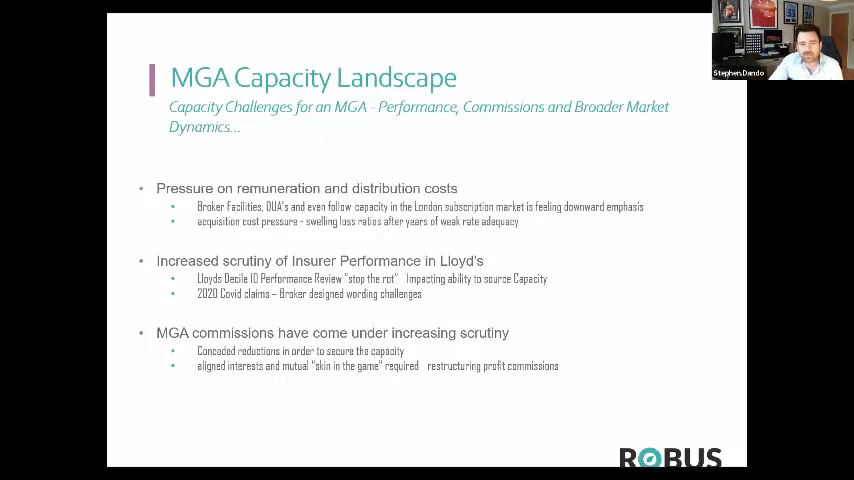 MGA Capacity Landscape
Capacity Challenges for an MGA - Performance, Commissions and Broader Market
Dynamics...
• Pressure on remuneration and distribution costs
• Broker Facilities, DUA's and even follow capacity in the London subscription market is feeling downward emphasis
• acquisition cost pressure - swelling loss ratios after years of weak rate adequacy
• Increased scrutiny of Insurer Performance in Lloyd's
• Lloyds Decile 10 Performance Review "stop the rot" Impacting ability to source Capacity
• 2020 Covid claims – Broker designed wording challenges
• MGA commissions have come under increasing scrutiny
• Conceded reductions in order to secure the capacity
• aligned interests and mutual "skin in the game" required restructuring profit commissions
ROBUS
Stephen.Dando